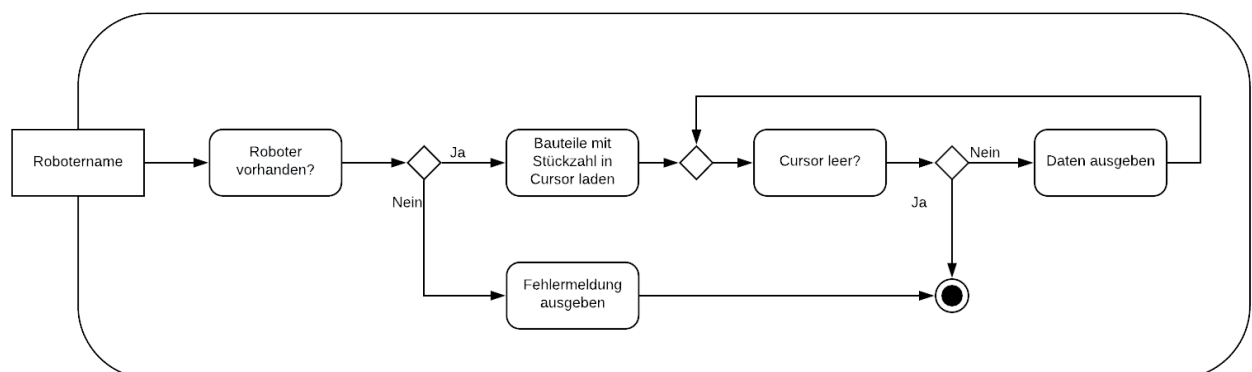 Robotername
Roboter
vorhanden?
Ja
Nein
Bauteile mit
Stückzahl in
Cursor laden
Cursor leer?
Nein
Ja
Daten ausgeben
Fehlermeldung
ausgeben